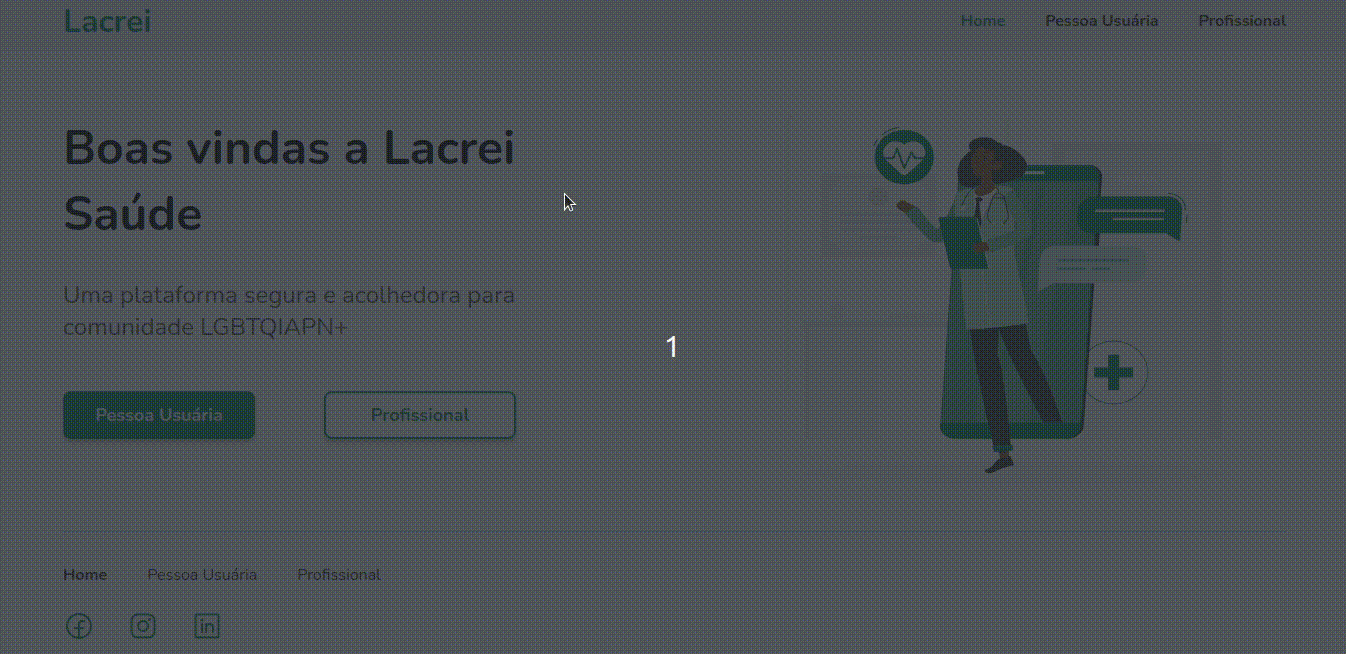 Lacrei
Home Pessoa Usuária Profissional
Boas vindas a Lacrei
Saúde
Uma plataforma segura e acolhedora para
comunidade LGBTQIAPN+
1
Pessoa Usuária Profissional
Home Pessoa Usuária Profissional
in